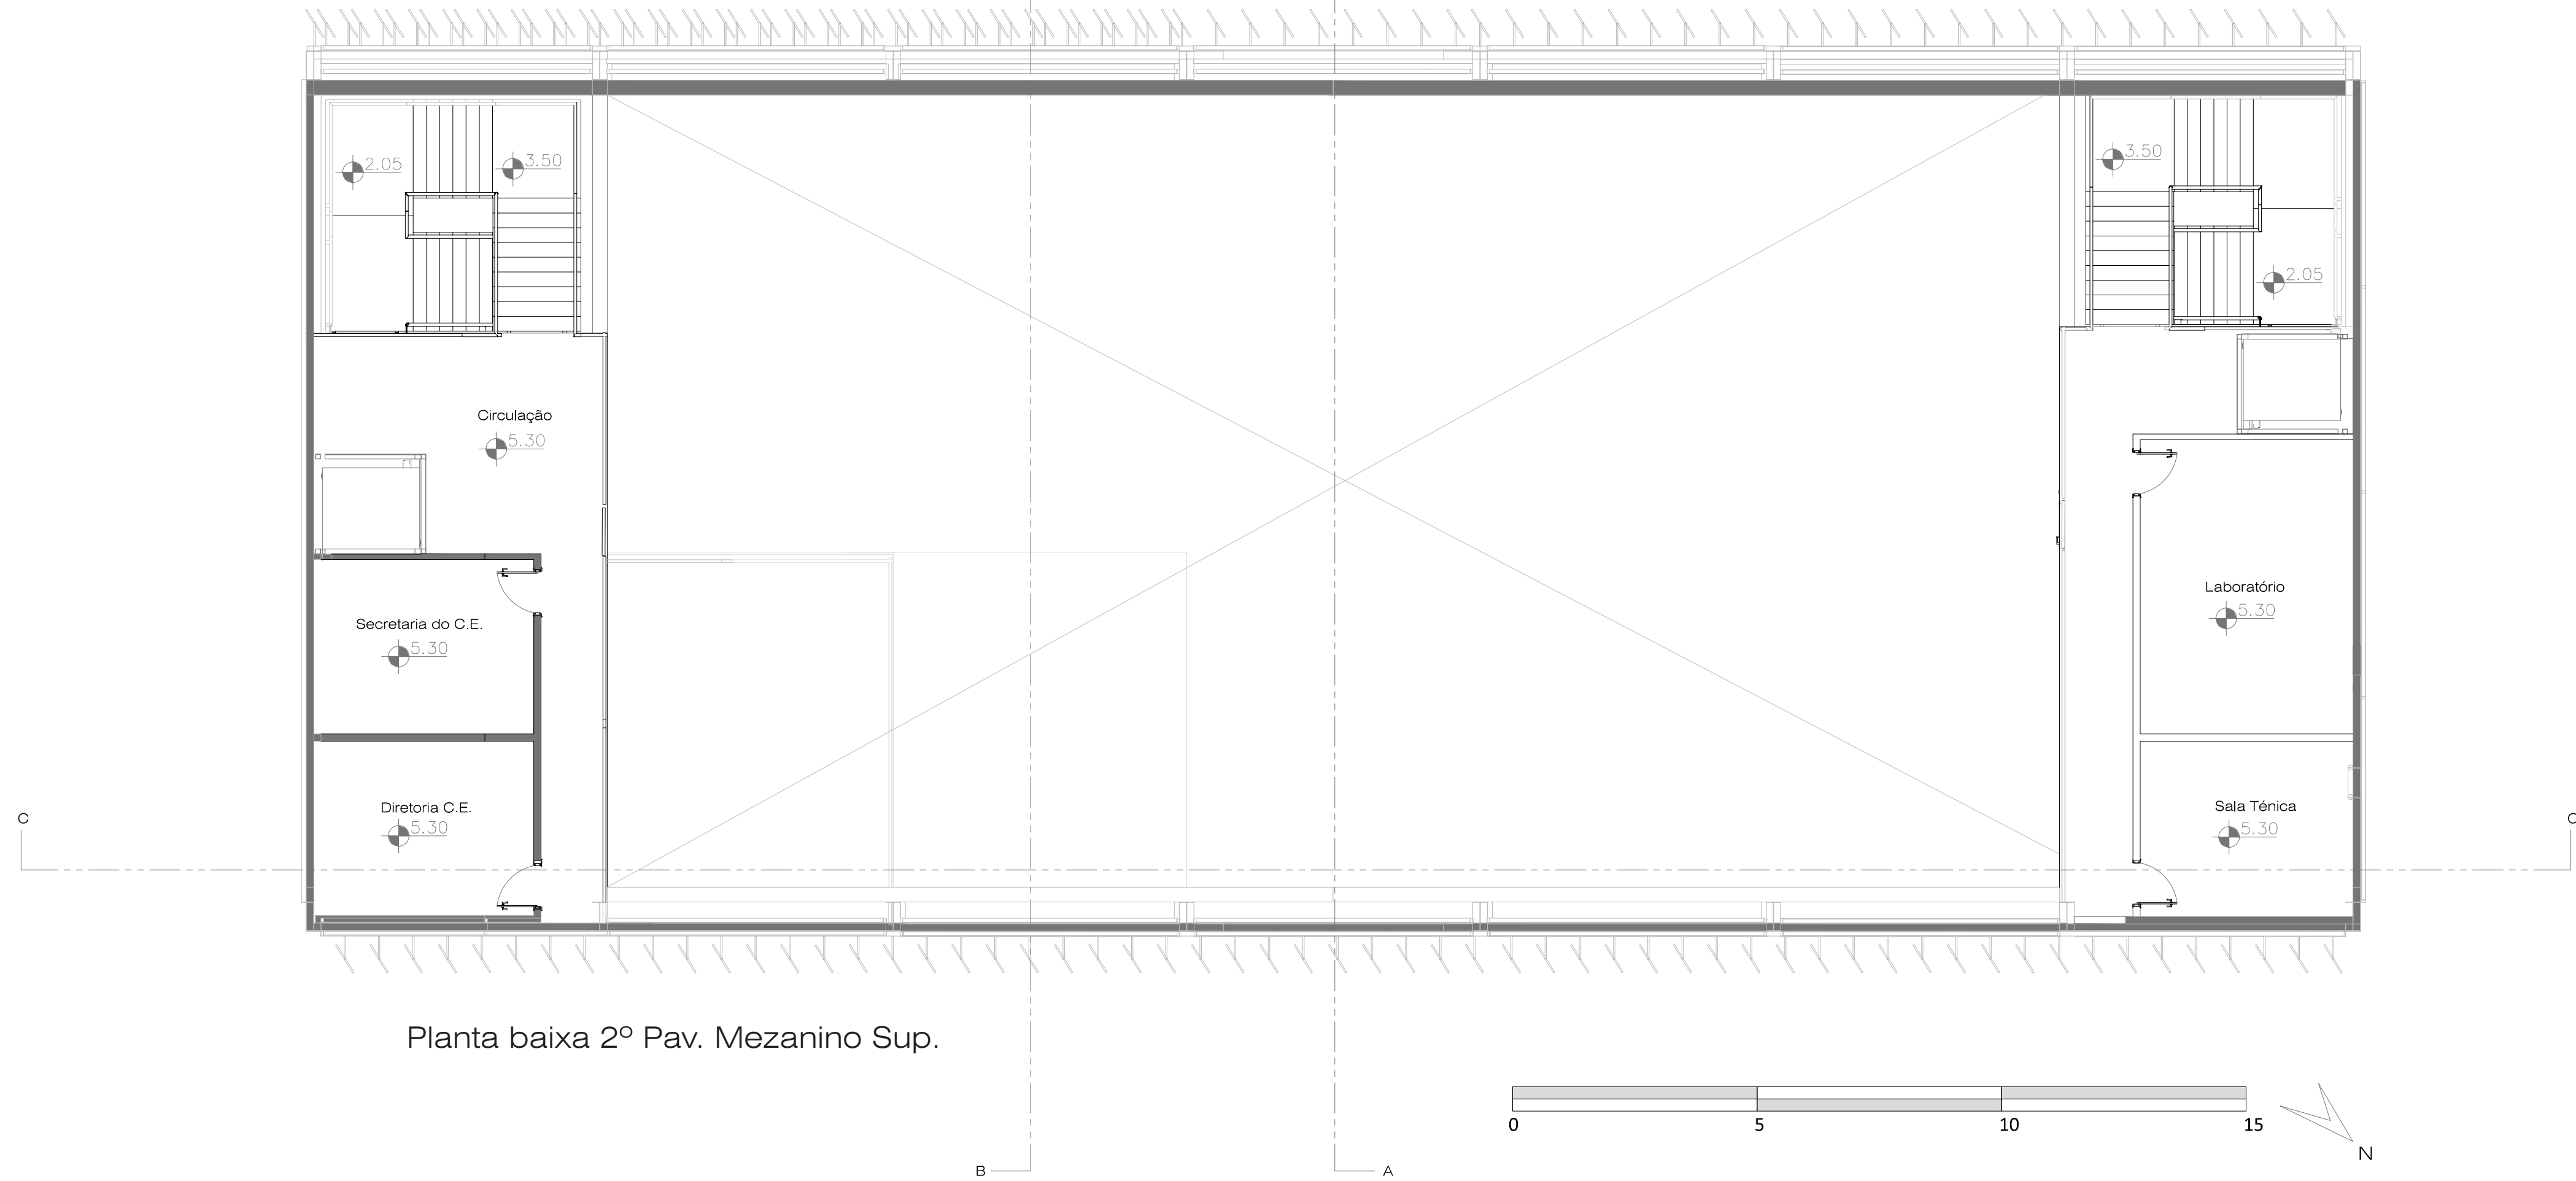 2.05
3.50
3.50
2.05
Circulação
5.30
Laboratório
5.30
Secretaria do C.E.
5.30
Diretoria C.E.
5.30
Sala Ténica
5.30
C
C
Planta baixa 2º Pav. Mezanino Sup.
0 5 10 15
N
B
A